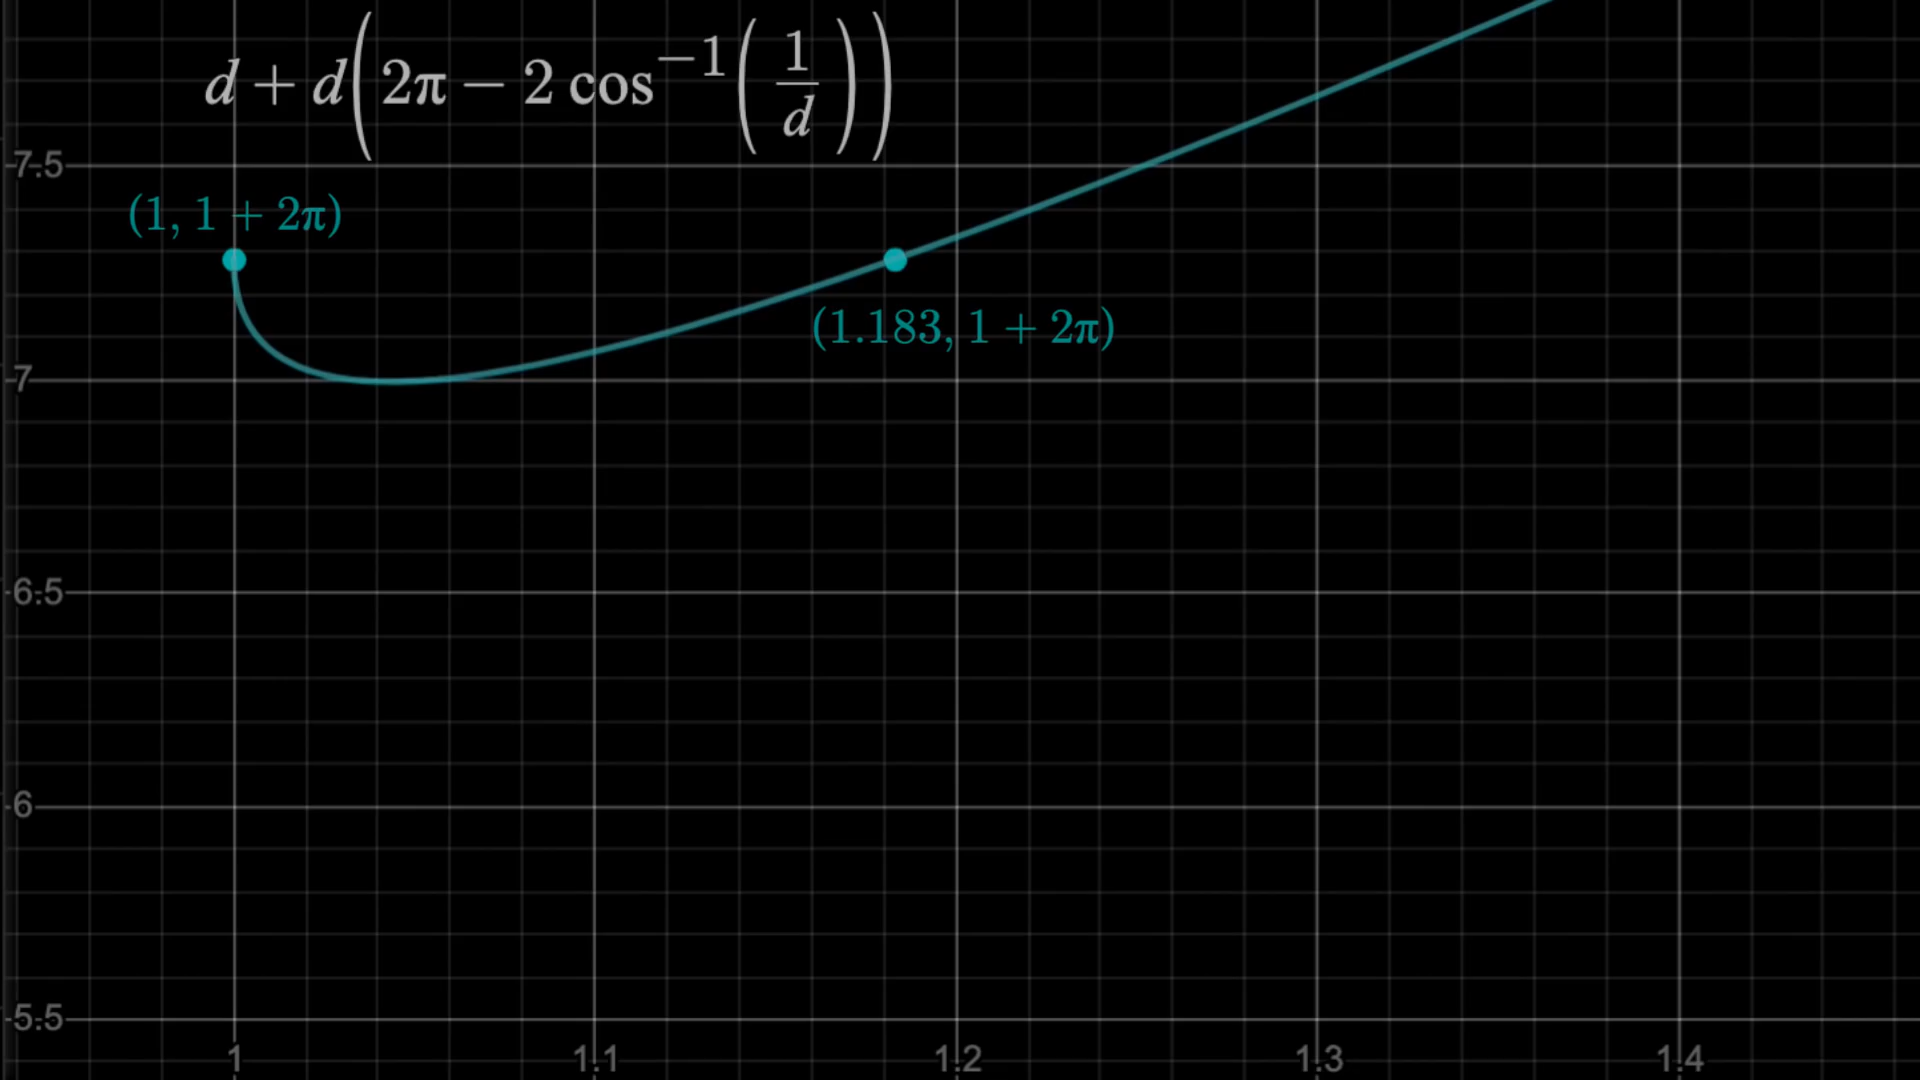 d + d(2π − 2 cos⁻¹(1/d))
7.5
(1, 1 + 2π)
(1.183, 1 + 2π)
7
6.5
6
5.5
1 1.1 1.2 1.3 1.4